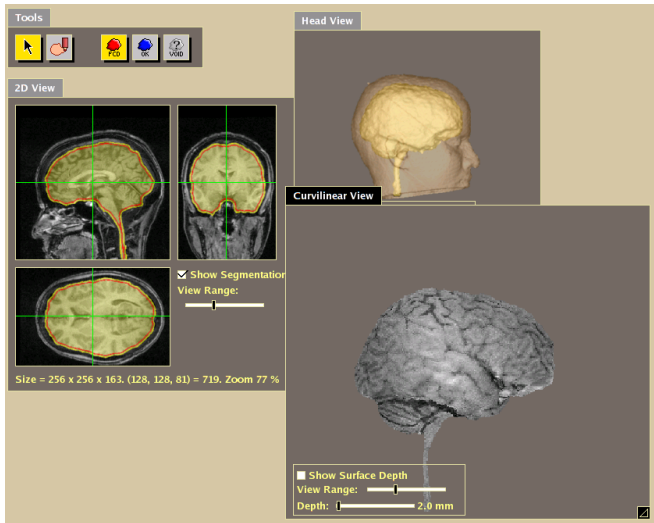 Tools
FCD
OK
VOID
Head View
2D View
Show Segmentation
View Range:
Size = 256 x 256 x 163. (128, 128, 81) = 719. Zoom 77 %
Curvilinear View
Show Surface Depth
View Range:
Depth: 2.0 mm